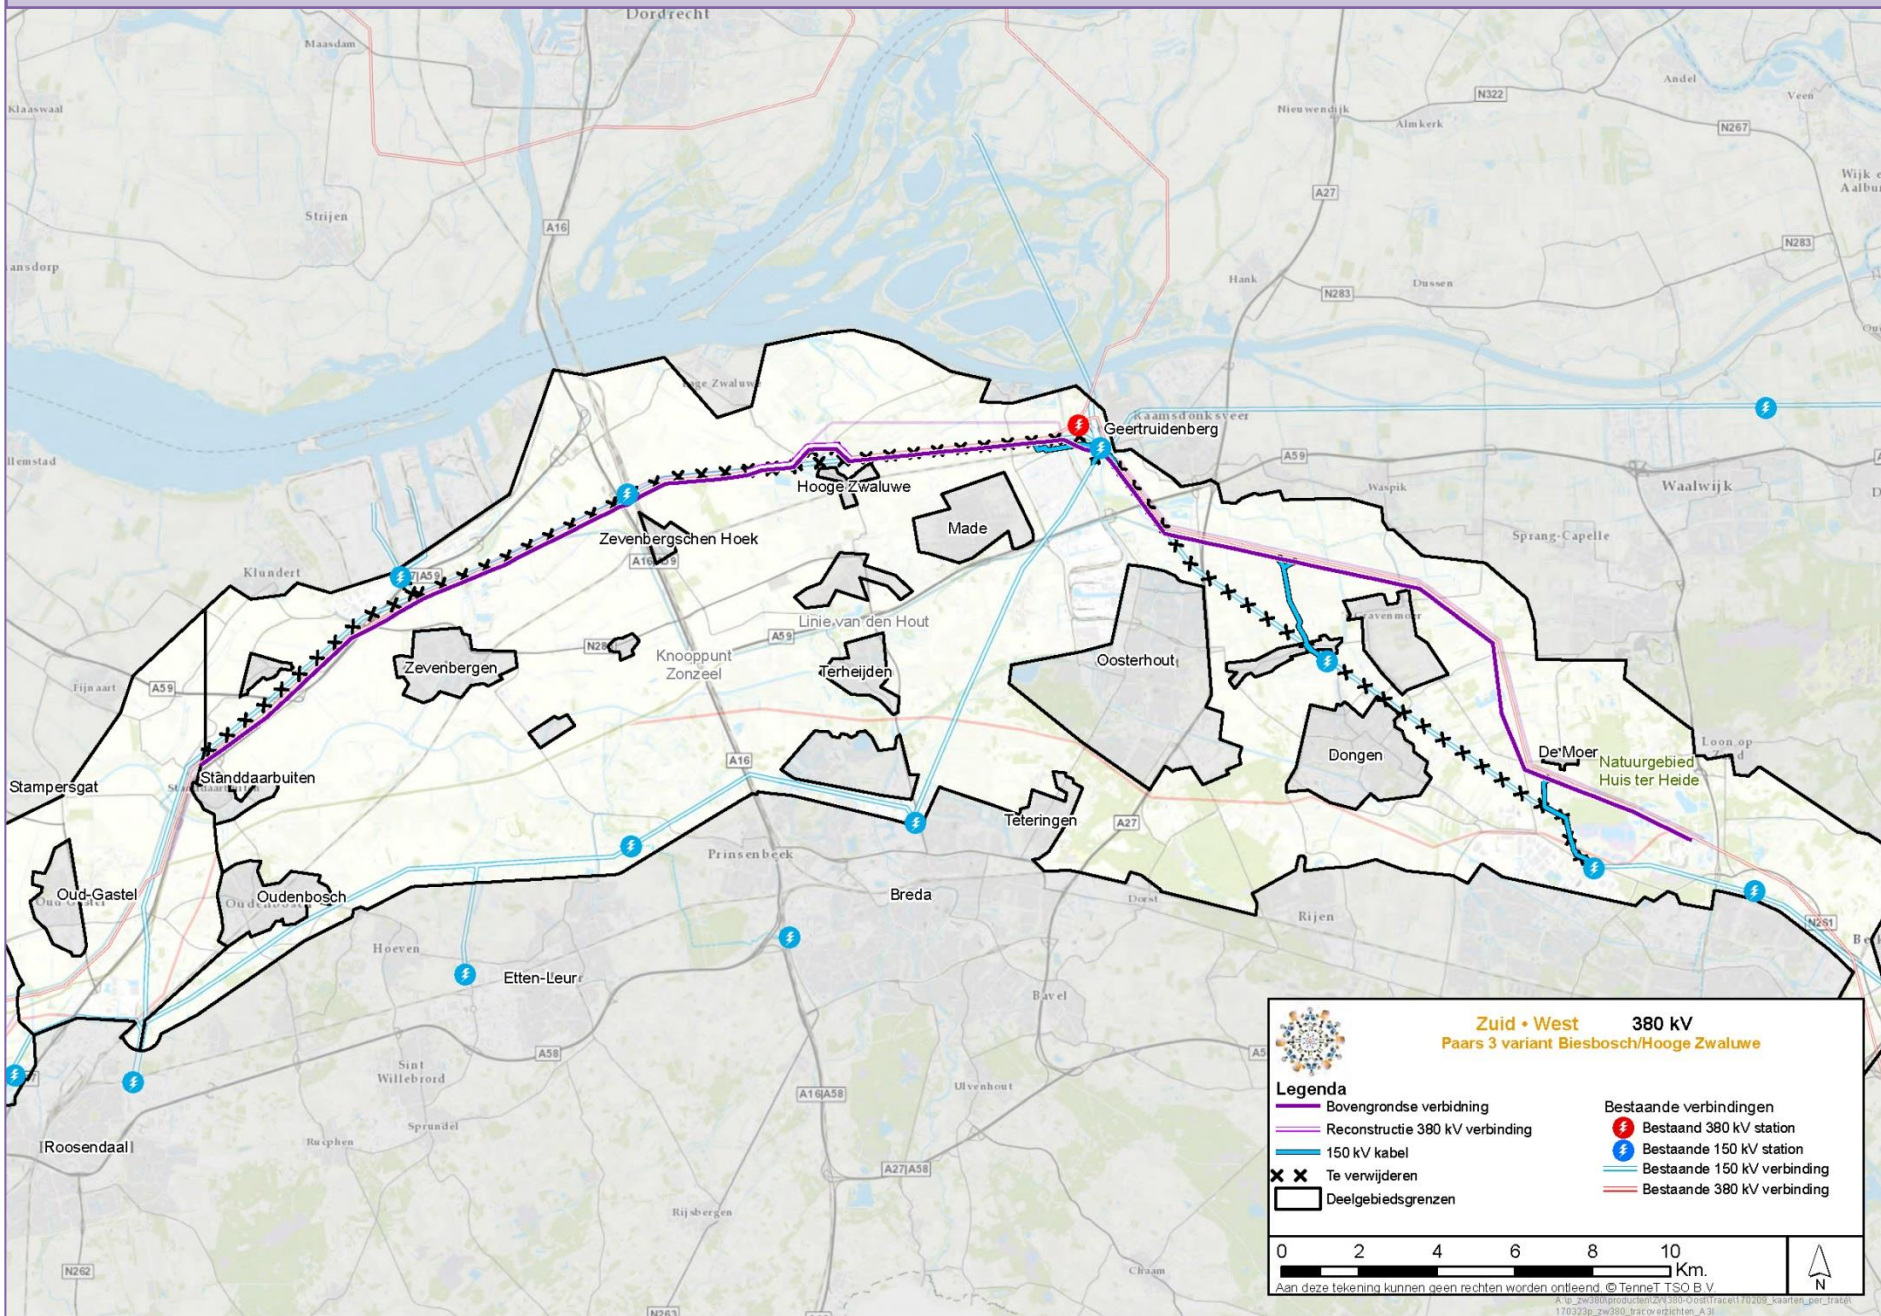 Dordrecht
Maasdam
Klaaswaal
Andel
Veen
N322
Nieuwendijk
Almkerk
N267
Wijk e
Aalbur
A27
Strijen
A16
N283
ansdorp
Hank
Dussen
N283
Raamsdonksveer
Geertruidenberg
llemstad
A59
Waspik
Waalwijk
Hooge Zwaluwe
Made
Zevenbergschen Hoek
Sprang-Capelle
Klundert
Linie van den Hout
A59
Knooppunt
Zonzeel
Zevenbergen
Terheijden
Oosterhout
Fijnaart
A59
Dongen
De Moer
Natuurgebied
Huis ter Heide
Loon op
A16
Standdaarbuiten
Stampersgat
Teteringen
A27
Prinsenbeek
Oud-Gastel
Oudenbosch
Breda
Dorst
Rijen
N261
Hoeven
Etten-Leur
Bavel
A58
Sint
Willebrord
Ulvenhout
A16|A58
Rucphen
Sprundel
Roosendaal
A27|A58
Rijsbergen
N262
Chaam
N263
Zuid • West 380 kV
Paars 3 variant Biesbosch/Hooge Zwaluwe
Legenda
Bovengrondse verbidning
Reconstructie 380 kV verbinding
150 kV kabel
Te verwijderen
Deelgebiedsgrenzen
Bestaande verbindingen
Bestaand 380 kV station
Bestaande 150 kV station
Bestaande 150 kV verbinding
Bestaande 380 kV verbinding
0 2 4 6 8 10
Km.
N
Aan deze tekening kunnen geen rechten worden ontleend. © TenneT TSO B.V.